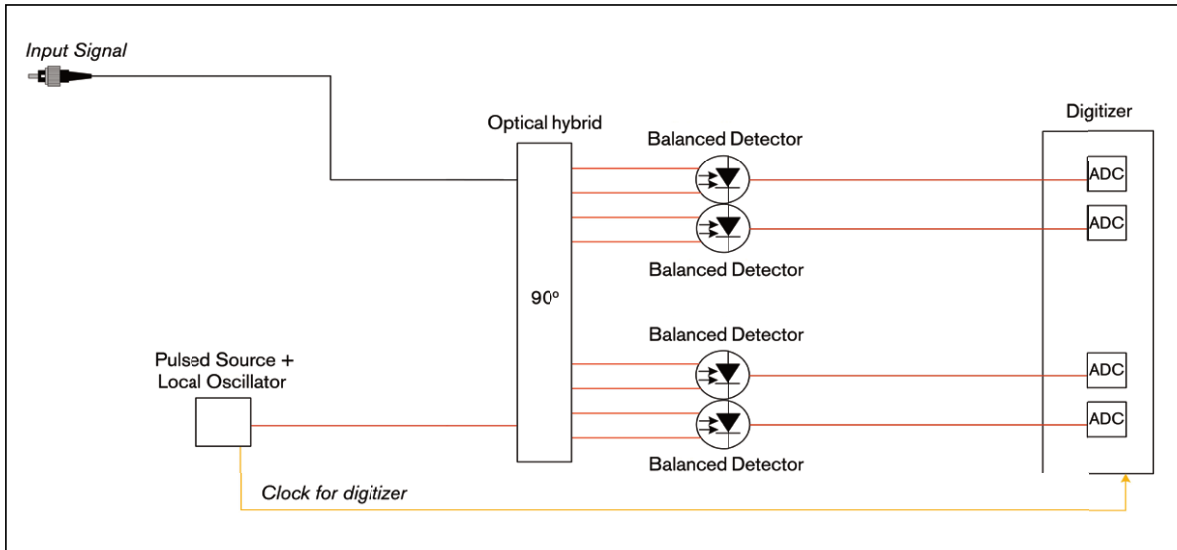 Input Signal
Optical hybrid
Balanced Detector
Digitizer
ADC
ADC
Balanced Detector
90º
Balanced Detector
Pulsed Source +
Local Oscillator
ADC
ADC
Balanced Detector
Clock for digitizer